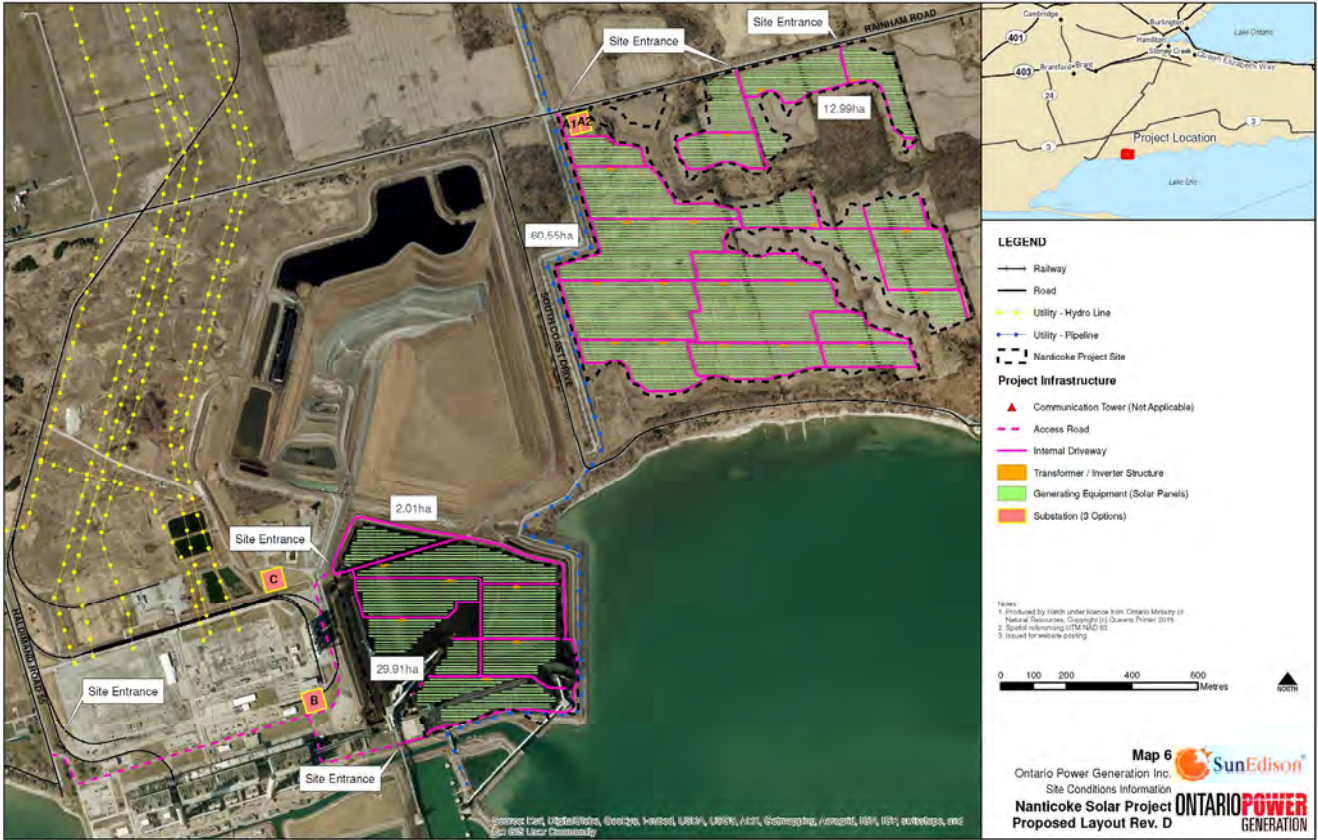 Site Entrance
RAINHAM ROAD
Site Entrance
12.99ha
A1 A2
60.55ha
SOUTH COAST DRIVE
2.01ha
Site Entrance
C
29.91ha
HALDIMAND ROAD 55
Site Entrance
B
Site Entrance
Cambridge
Burlington
401
Hamilton
Lake Ontario
Stoney Creek
Queen Elizabeth Way
Brantford
Brant
403
24
3
Project Location
3
Lake Erie
LEGEND
Railway
Road
Utility - Hydro Line
Utility - Pipeline
Nanticoke Project Site
Project Infrastructure
Communication Tower (Not Applicable)
Access Road
Internal Driveway
Transformer / Inverter Structure
Generating Equipment (Solar Panels)
Substation (3 Options)
Notes
1. Produced by Hatch under licence from Ontario Ministry of
Natural Resources, Copyright (c) Queens Printer 2015
2. Spatial referencing UTM NAD 83
3. Issued for website posting.
0 100 200 400 600
Metres
NORTH
Map 6
SunEdison
Ontario Power Generation Inc.
Site Conditions Information
Nanticoke Solar Project
Proposed Layout Rev. D
ONTARIOPOWER
GENERATION